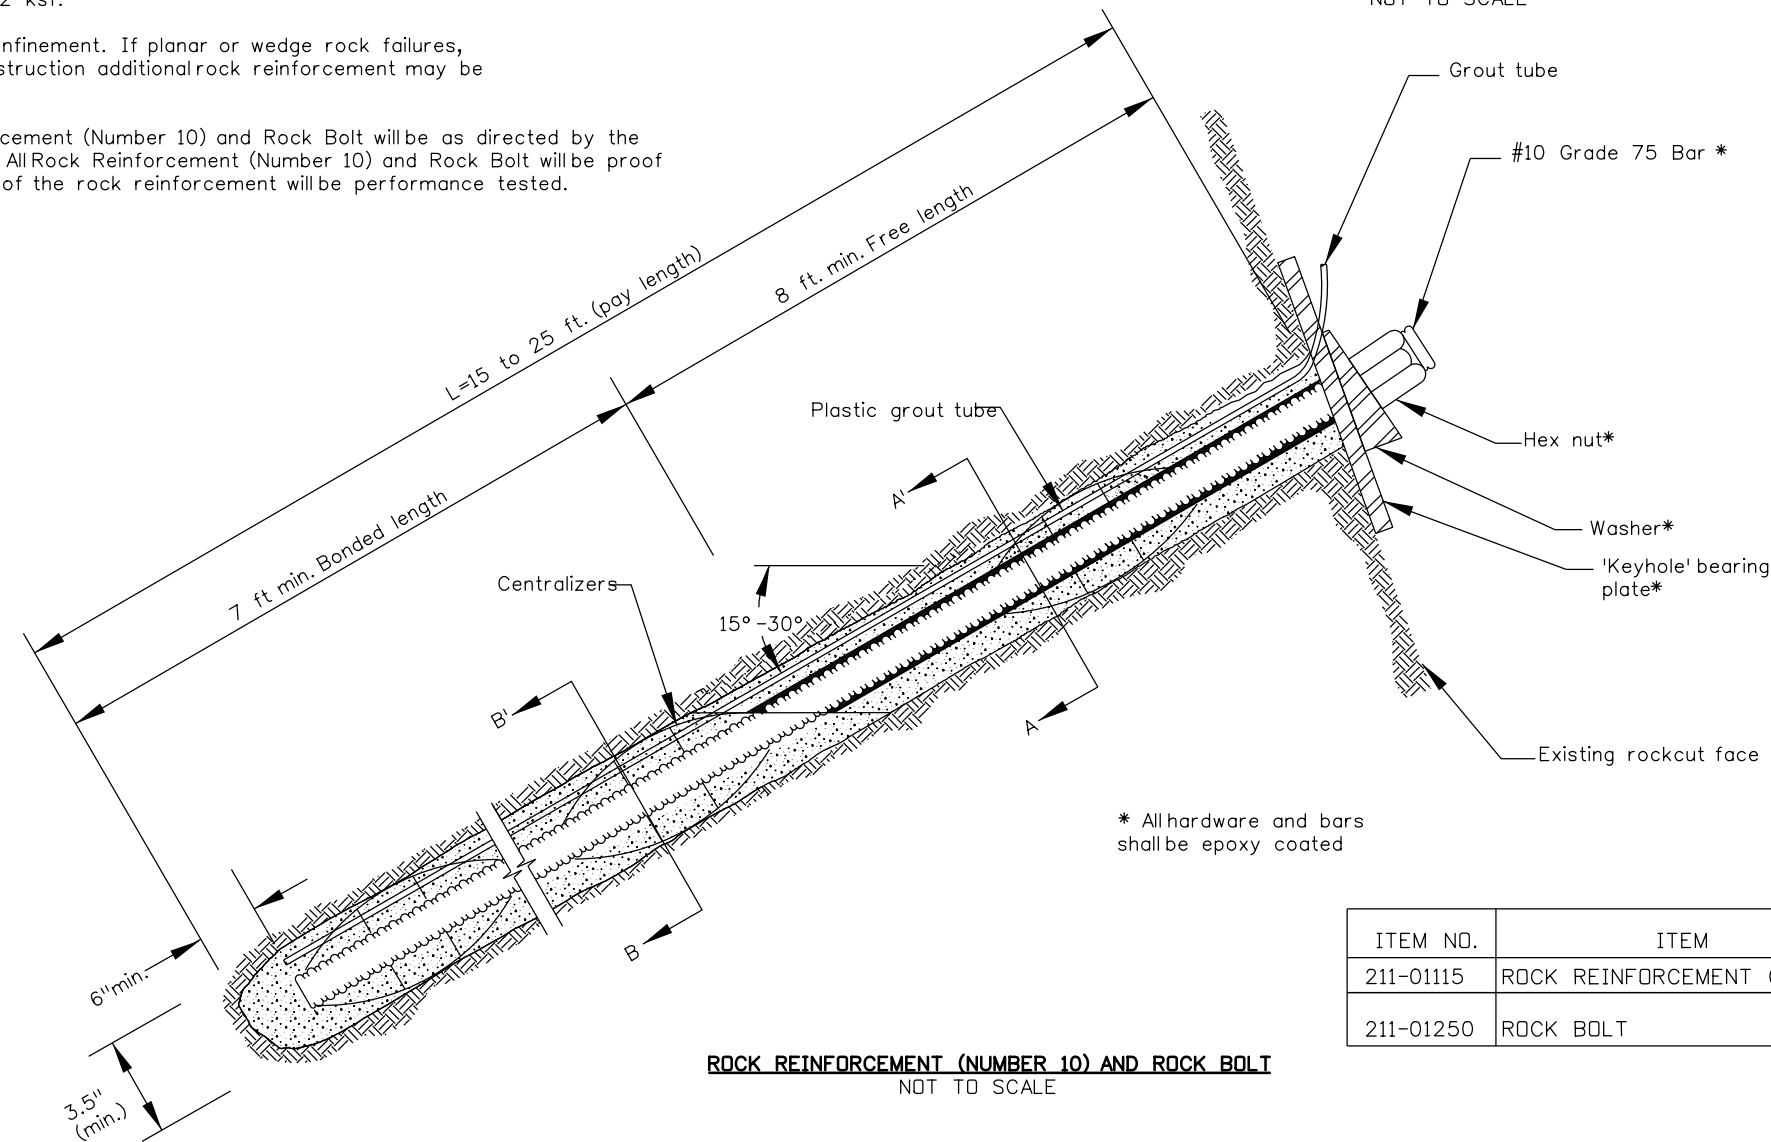 2 ksf.
NOT TO SCALE
nfinement. If planar or wedge rock failures,
struction additional rock reinforcement may be
cement (Number 10) and Rock Bolt will be as directed by the
All Rock Reinforcement (Number 10) and Rock Bolt will be proof
of the rock reinforcement will be performance tested.
Grout tube
#10 Grade 75 Bar *
L=15 to 25 ft. (pay length)
8 ft. min. Free length
7 ft min. Bonded length
Plastic grout tube
Hex nut*
Washer*
'Keyhole' bearing
plate*
Centralizers
15° -30°
A'
A
B'
B
Existing rockcut face
* All hardware and bars
shall be epoxy coated
6" min.
3.5"
(min.)
ITEM NO. ITEM
211-01115 ROCK REINFORCEMENT (
211-01250 ROCK BOLT
ROCK REINFORCEMENT (NUMBER 10) AND ROCK BOLT
NOT TO SCALE